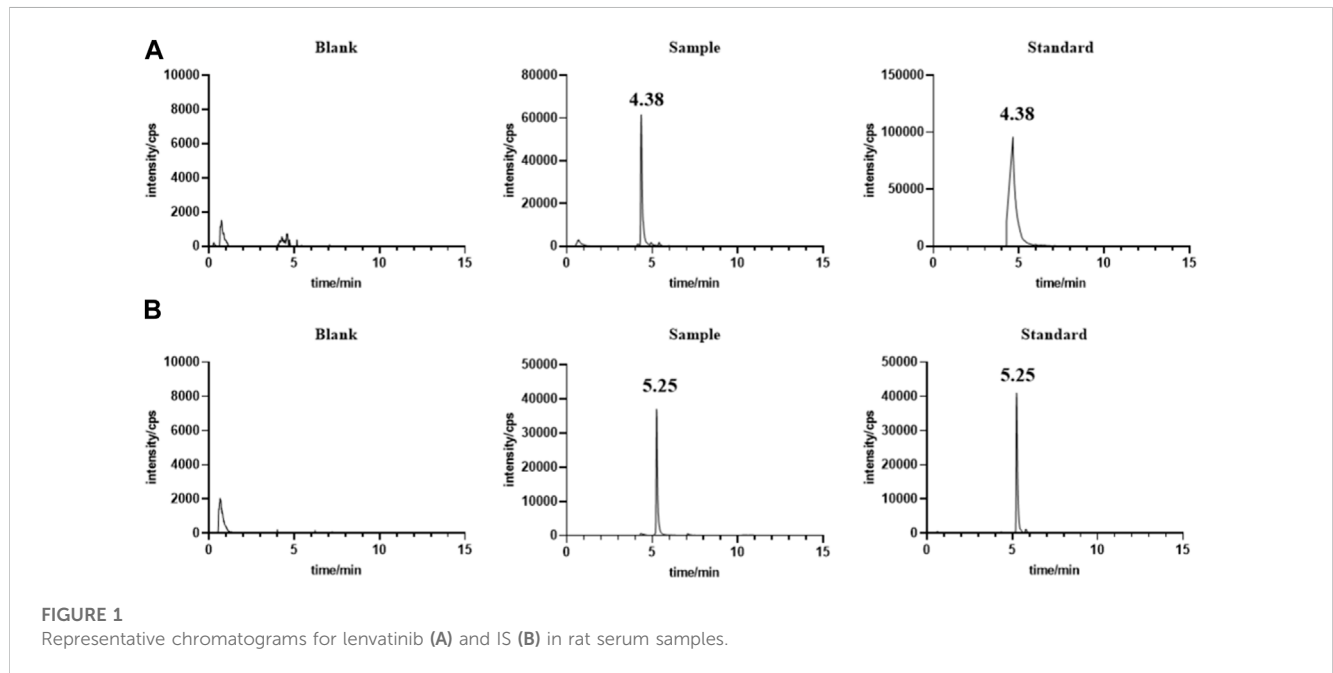 A
Blank
Sample
Standard
10000
8000
6000
4000
2000
0
intensity/cps
0 5 10 15
time/min
80000
60000
40000
20000
0
intensity/cps
4.38
0 5 10 15
time/min
150000
100000
50000
0
intensity/cps
4.38
0 5 10 15
time/min
B
Blank
Sample
Standard
10000
8000
6000
4000
2000
0
intensity/cps
0 5 10 15
time/min
50000
40000
30000
20000
10000
0
intensity/cps
5.25
0 5 10 15
time/min
50000
40000
30000
20000
10000
0
intensity/cps
5.25
0 5 10 15
time/min
FIGURE 1
Representative chromatograms for lenvatinib (A) and IS (B) in rat serum samples.